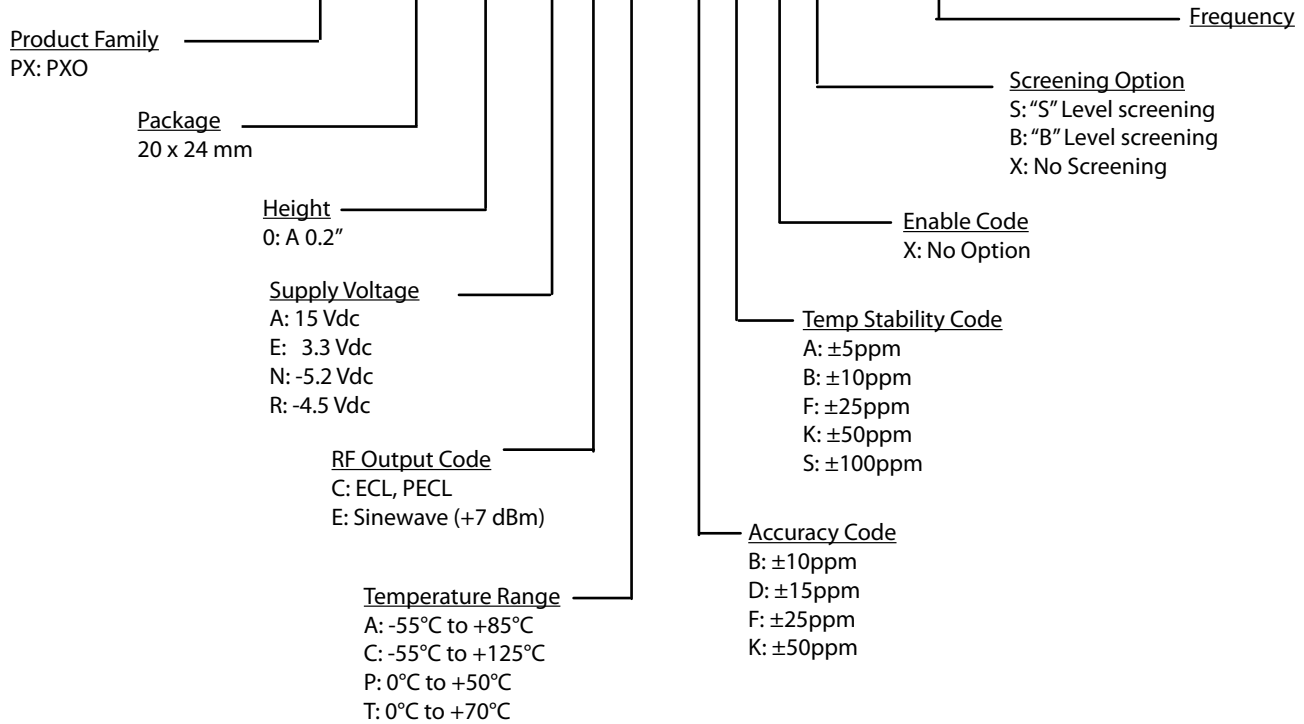 Frequency
Product Family
PX: PXO
Screening Option
S: “S” Level screening
B: “B” Level screening
X: No Screening
Package
20 x 24 mm
Height
0: A 0.2”
Enable Code
X: No Option
Supply Voltage
A: 15 Vdc
E: 3.3 Vdc
N: -5.2 Vdc
R: -4.5 Vdc
Temp Stability Code
A: ±5ppm
B: ±10ppm
F: ±25ppm
K: ±50ppm
S: ±100ppm
RF Output Code
C: ECL, PECL
E: Sinewave (+7 dBm)
Accuracy Code
B: ±10ppm
D: ±15ppm
F: ±25ppm
K: ±50ppm
Temperature Range
A: -55°C to +85°C
C: -55°C to +125°C
P: 0°C to +50°C
T: 0°C to +70°C